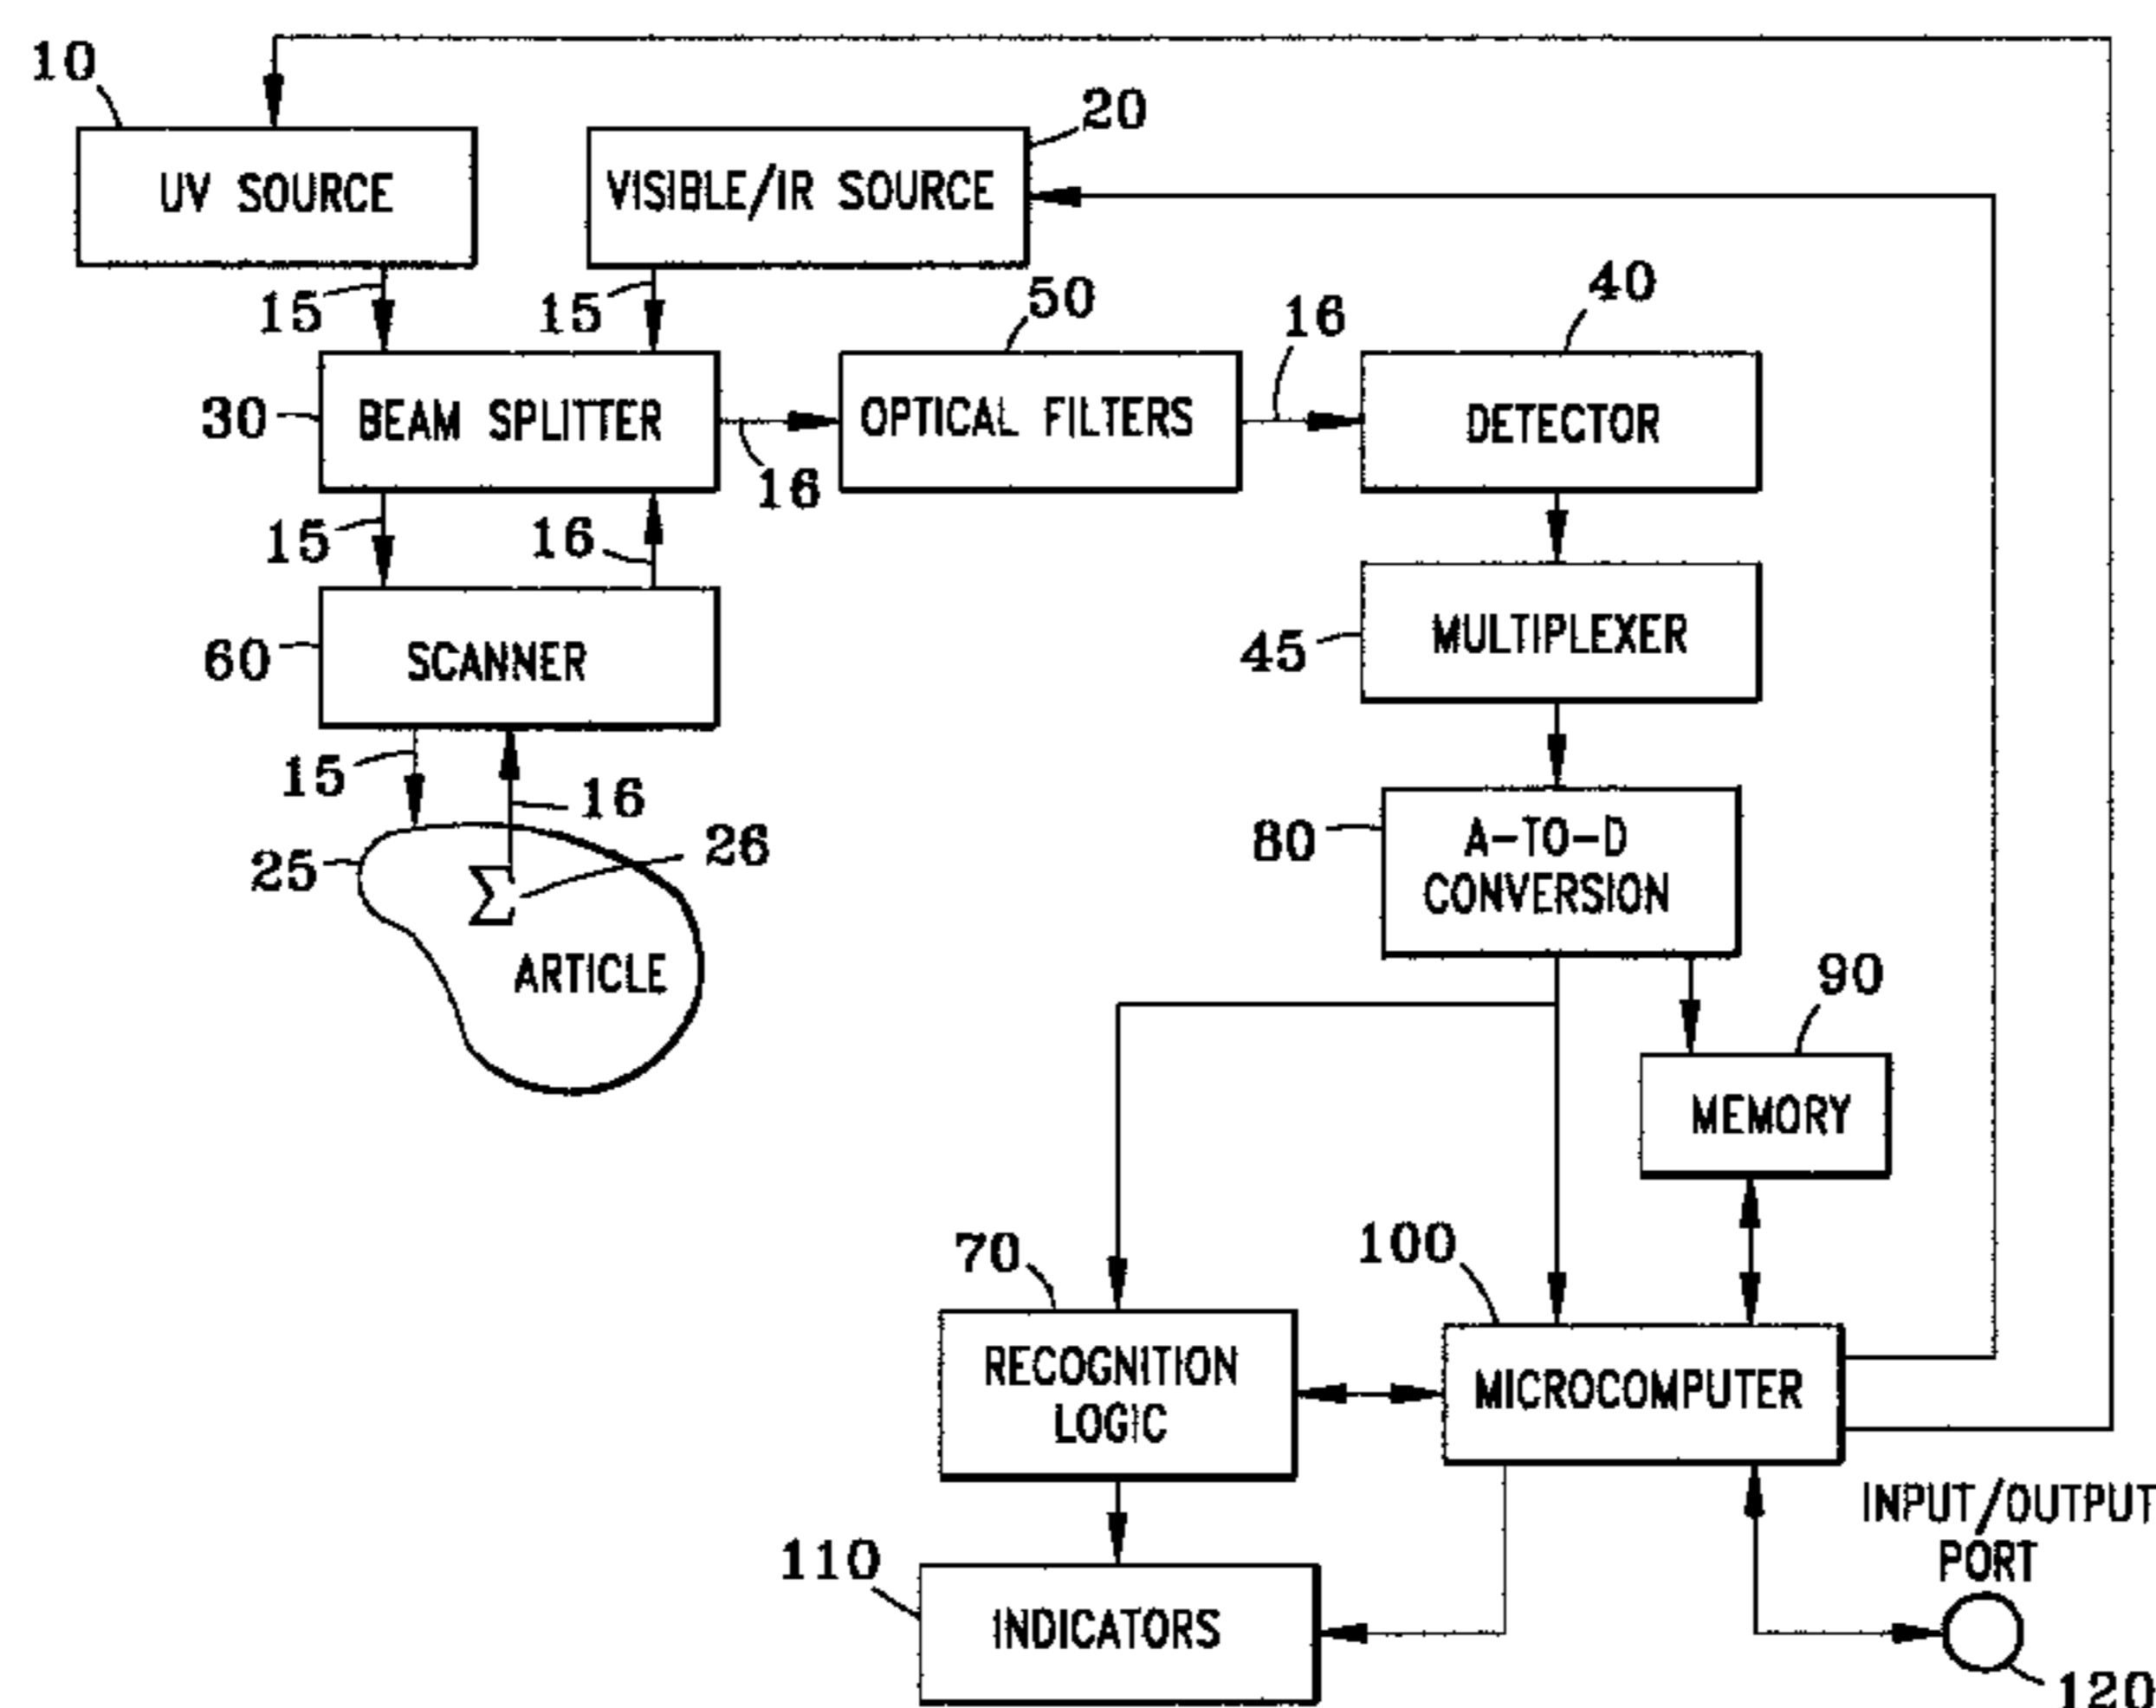 10
20
UV SOURCE
VISIBLE/IR SOURCE
15
15
50
16
40
30
BEAM SPLITTER
OPTICAL FILTERS
DETECTOR
16
15
16
60
SCANNER
45
MULTIPLEXER
15
16
25
26
Σ
ARTICLE
80
A-TO-D
CONVERSION
90
MEMORY
70
100
RECOGNITION
LOGIC
MICROCOMPUTER
INPUT/OUTPUT
PORT
110
INDICATORS
120